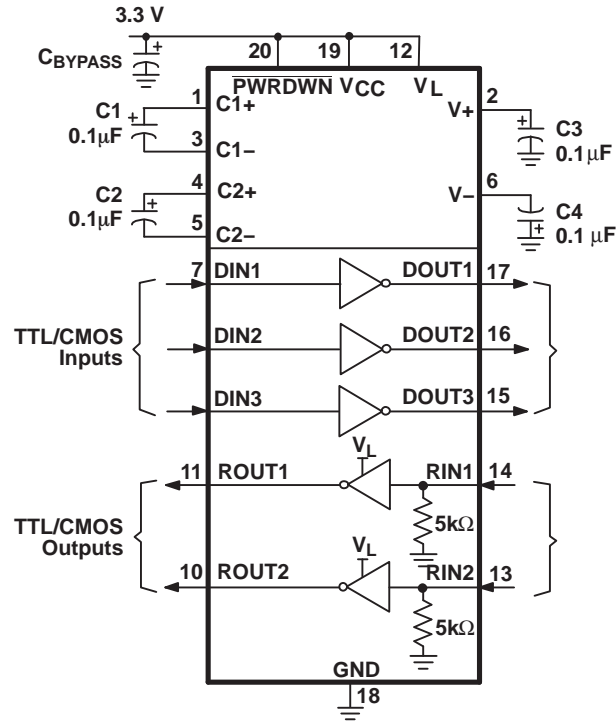 3.3 V
CBYPASS
20
19
12
PWRDWN
VCC
VL
1
C1+
C1
0.1μF
3
C1−
4
C2+
C2
0.1μF
5
C2−
2
V+
C3
0.1 μF
6
V−
C4
0.1 μF
7
DIN1
DOUT1
17
TTL/CMOS
Inputs
DIN2
DOUT2
16
DIN3
DOUT3
15
11
ROUT1
VL
RIN1
14
5kΩ
TTL/CMOS
Outputs
10
ROUT2
VL
RIN2
13
5kΩ
GND
18